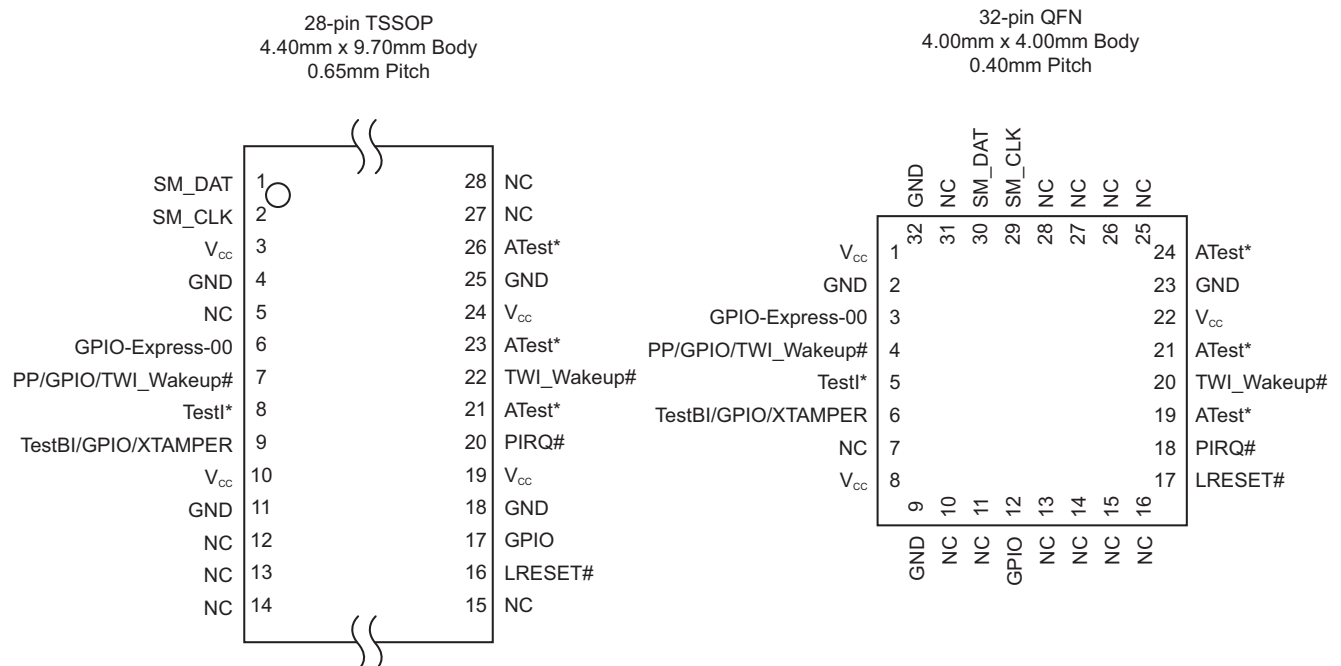 28-pin TSSOP
4.40mm x 9.70mm Body
0.65mm Pitch
SM_DAT 1 28 NC
SM_CLK 2 27 NC
Vcc 3 26 ATest*
GND 4 25 GND
NC 5 24 Vcc
GPIO-Express-00 6 23 ATest*
PP/GPIO/TWI_Wakeup# 7 22 TWI_Wakeup#
TestI* 8 21 ATest*
TestBI/GPIO/XTAMPER 9 20 PIRQ#
Vcc 10 19 Vcc
GND 11 18 GND
NC 12 17 GPIO
NC 13 16 LRESET#
NC 14 15 NC
32-pin QFN
4.00mm x 4.00mm Body
0.40mm Pitch
GND NC SM_DAT SM_CLK NC NC NC NC
32 31 30 29 28 27 26 25
Vcc 1 24 ATest*
GND 2 23 GND
GPIO-Express-00 3 22 Vcc
PP/GPIO/TWI_Wakeup# 4 21 ATest*
TestI* 5 20 TWI_Wakeup#
TestBI/GPIO/XTAMPER 6 19 ATest*
NC 7 18 PIRQ#
Vcc 8 17 LRESET#
9 10 11 12 13 14 15 16
GND NC NC GPIO NC NC NC NC